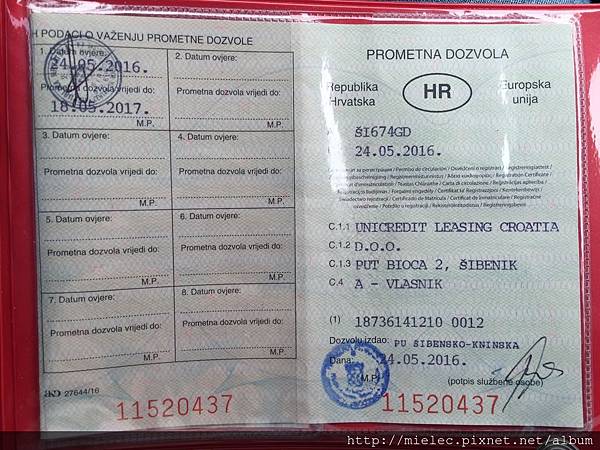 H PODACI O VAŽENJU PROMETNE DOZVOLE
1. Datum ovjere:
24.05.2016.
Prometna dozvola vrijedi do:
18.05.2017.
M.P.
2. Datum ovjere:
Prometna dozvola vrijedi do:
M.P.
3. Datum ovjere:
Prometna dozvola vrijedi do:
M.P.
4. Datum ovjere:
Prometna dozvola vrijedi do:
M.P.
5. Datum ovjere:
Prometna dozvola vrijedi do:
M.P.
6. Datum ovjere:
Prometna dozvola vrijedi do:
M.P.
7. Datum ovjere:
Prometna dozvola vrijedi do:
M.P.
8. Datum ovjere:
Prometna dozvola vrijedi do:
M.P.
AKD 27644/16
11520437
PROMETNA DOZVOLA
Republika Hrvatska
HR
Europska unija
A ŠI674GD
24.05.2016.
C.1.1 UNICREDIT LEASING CROATIA
C.1.2 D.O.O.
C.1.3 PUT BIOCA 2, ŠIBENIK
C.4 A - VLASNIK
(1) 18736141210 0012
Dozvolu izdao: PU ŠIBENSKO-KNINSKA
Dana: 24.05.2016.
(M.P.)
(potpis službene osobe)
11520437
http://mielec.pixnet.net/album